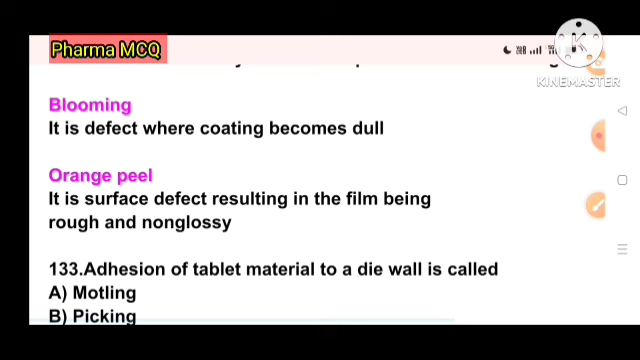 Pharma MCQ
KINEMASTER
Blooming
It is defect where coating becomes dull
Orange peel
It is surface defect resulting in the film being
rough and nonglossy
133.Adhesion of tablet material to a die wall is called
A) Motling
B) Picking